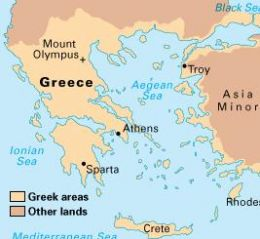 Black Sea
Mount
Olympus
Greece
Troy
Aegean
Sea
Asia
Minor
Athens
Ionian
Sea
Sparta
Greek areas
Other lands
Rhodes
Crete
Mediterranean Sea